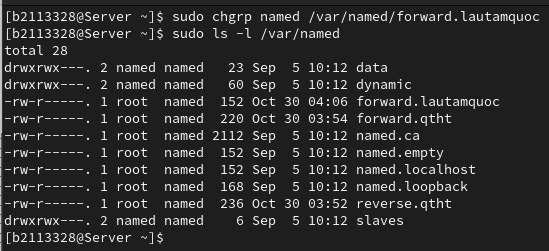 [b2113328@Server ~]$ sudo chgrp named /var/named/forward.lautamquoc
[b2113328@Server ~]$ sudo ls -l /var/named
total 28
drwxrwx---. 2 named named   23 Sep  5 10:12 data
drwxrwx---. 2 named named   60 Sep  5 10:12 dynamic
-rw-r-----. 1 root  named  152 Oct 30 04:06 forward.lautamquoc
-rw-r-----. 1 root  named  220 Oct 30 03:54 forward.qtht
-rw-r-----. 1 root  named 2112 Sep  5 10:12 named.ca
-rw-r-----. 1 root  named  152 Sep  5 10:12 named.empty
-rw-r-----. 1 root  named  152 Sep  5 10:12 named.localhost
-rw-r-----. 1 root  named  168 Sep  5 10:12 named.loopback
-rw-r-----. 1 root  named  236 Oct 30 03:52 reverse.qtht
drwxrwx---. 2 named named    6 Sep  5 10:12 slaves
[b2113328@Server ~]$